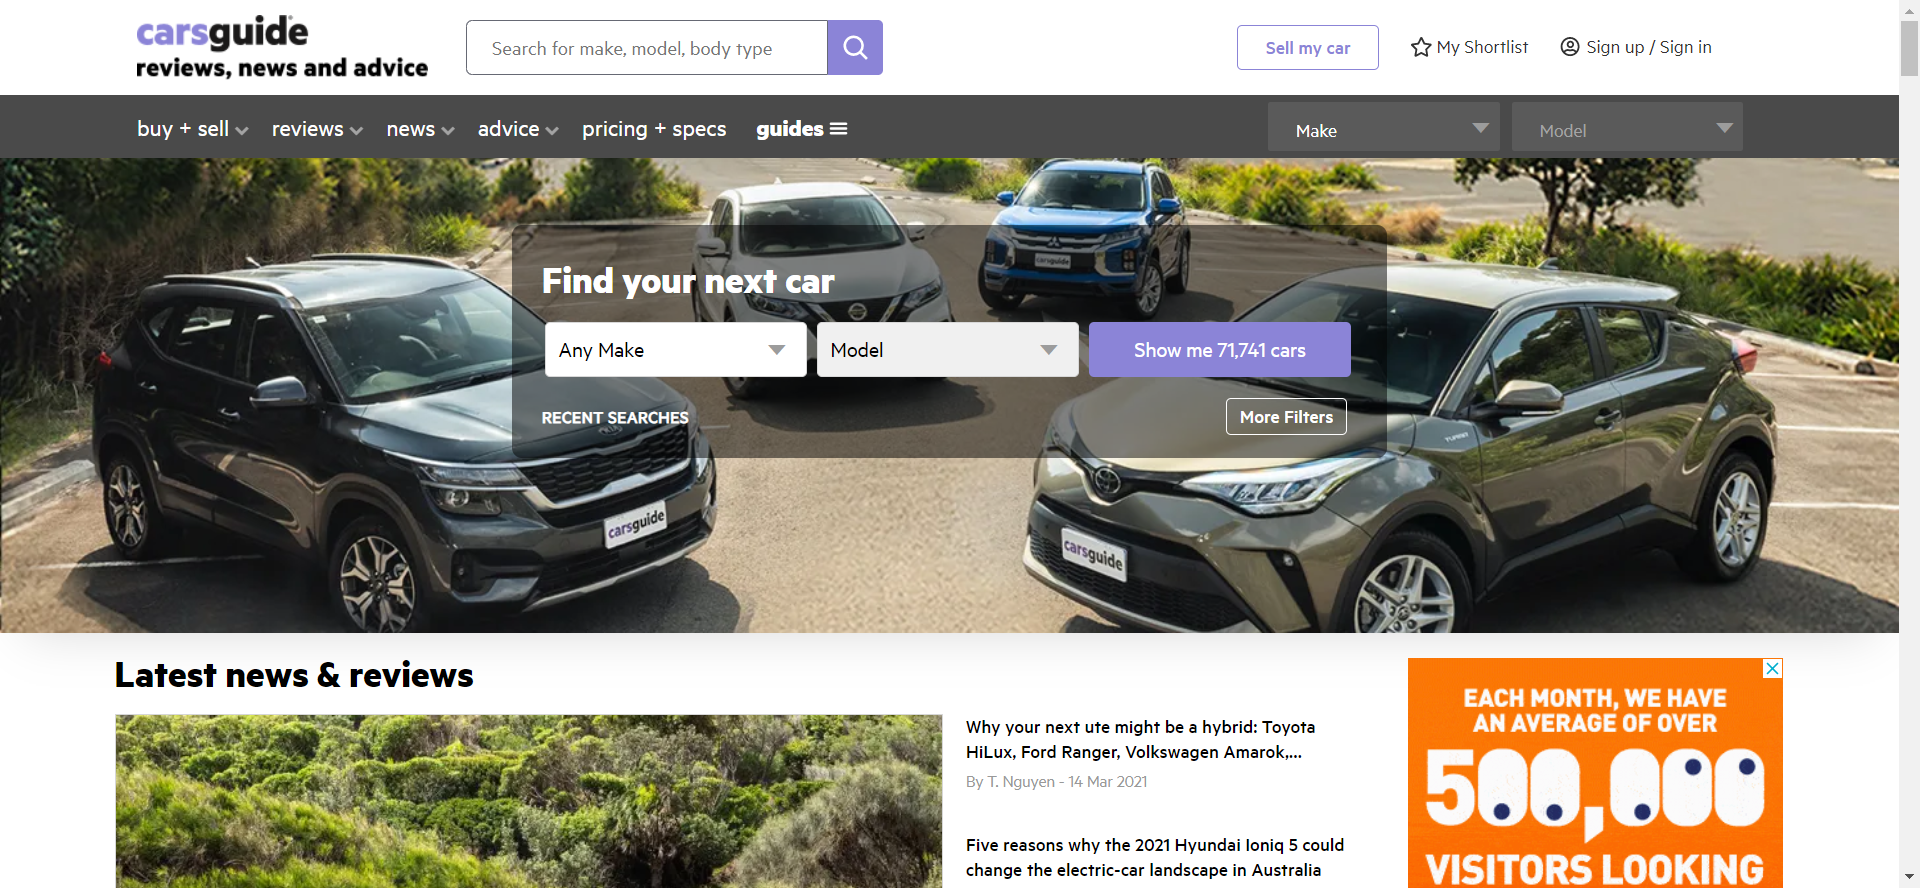 carsguide
reviews, news and advice
Search for make, model, body type
Sell my car
My Shortlist
Sign up / Sign in
buy + sell
reviews
news
advice
pricing + specs
guides
Make
Model
Find your next car
Any Make
Model
Show me 71,741 cars
RECENT SEARCHES
More Filters
carsguide
carsguide
carsguide
KIA
Latest news & reviews
Why your next ute might be a hybrid: Toyota
HiLux, Ford Ranger, Volkswagen Amarok,...
By T. Nguyen - 14 Mar 2021
Five reasons why the 2021 Hyundai Ioniq 5 could
change the electric-car landscape in Australia
EACH MONTH, WE HAVE
AN AVERAGE OF OVER
500,000
VISITORS LOOKING